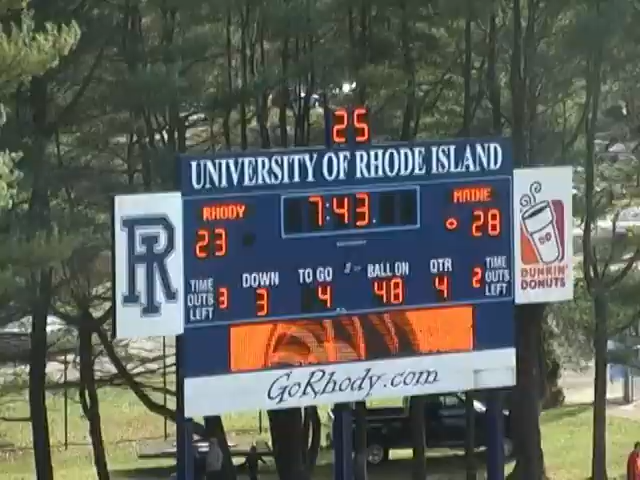 25
UNIVERSITY OF RHODE ISLAND
RHODY 7:43 MAINE
23 28
TIME OUTS LEFT 3 DOWN 3 TO GO 4 BALL ON 48 QTR 4 2 TIME OUTS LEFT
GoRhody.com
RI
DUNKIN'
DONUTS
DD